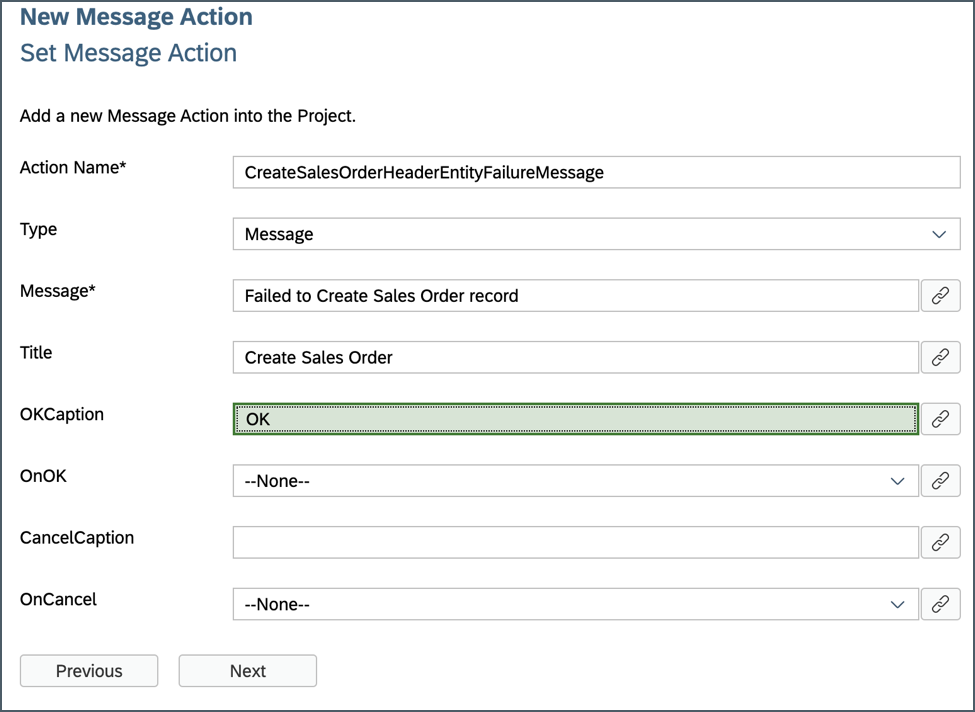 New Message Action
Set Message Action
Add a new Message Action into the Project.
Action Name* CreateSalesOrderHeaderEntityFailureMessage
Type Message
Message* Failed to Create Sales Order record
Title Create Sales Order
OKCaption OK
OnOK --None--
CancelCaption
OnCancel --None--
Previous Next